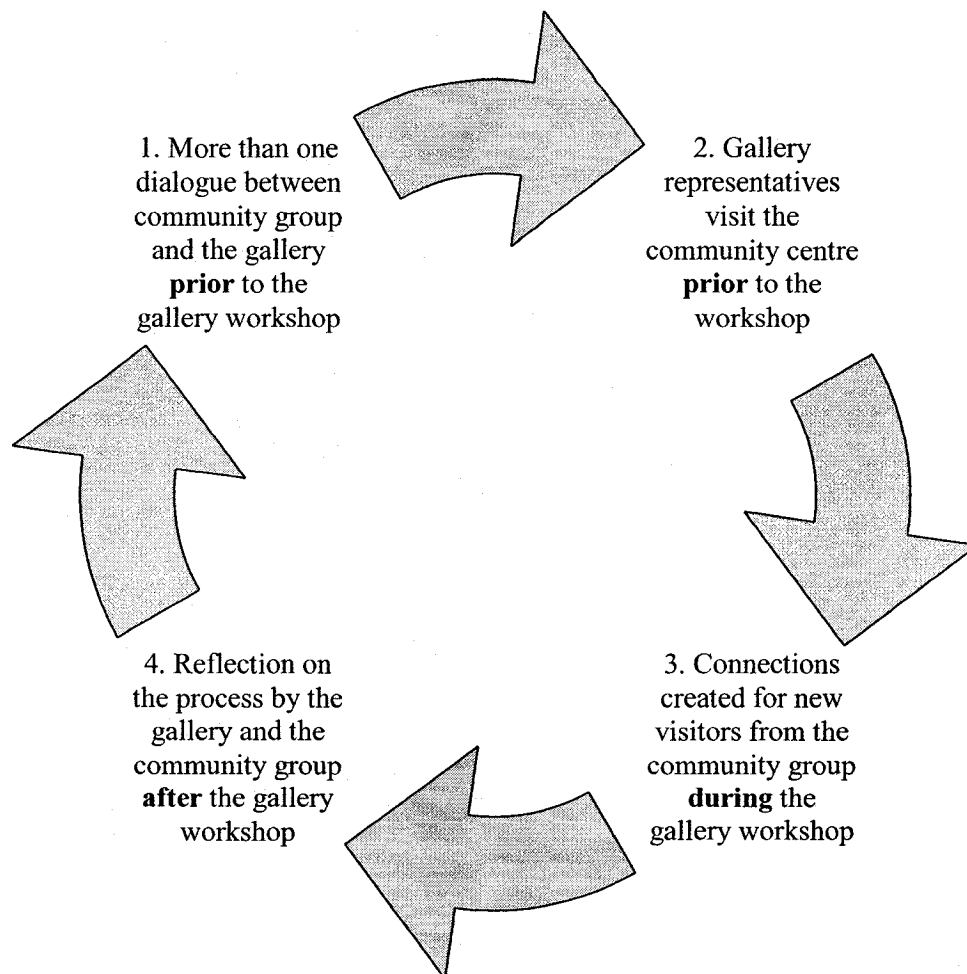 1. More than one
dialogue between
community group
and the gallery
prior to the
gallery workshop
2. Gallery
representatives
visit the
community centre
prior to the
workshop
3. Connections
created for new
visitors from the
community group
during the
gallery workshop
4. Reflection on
the process by the
gallery and the
community group
after the gallery
workshop